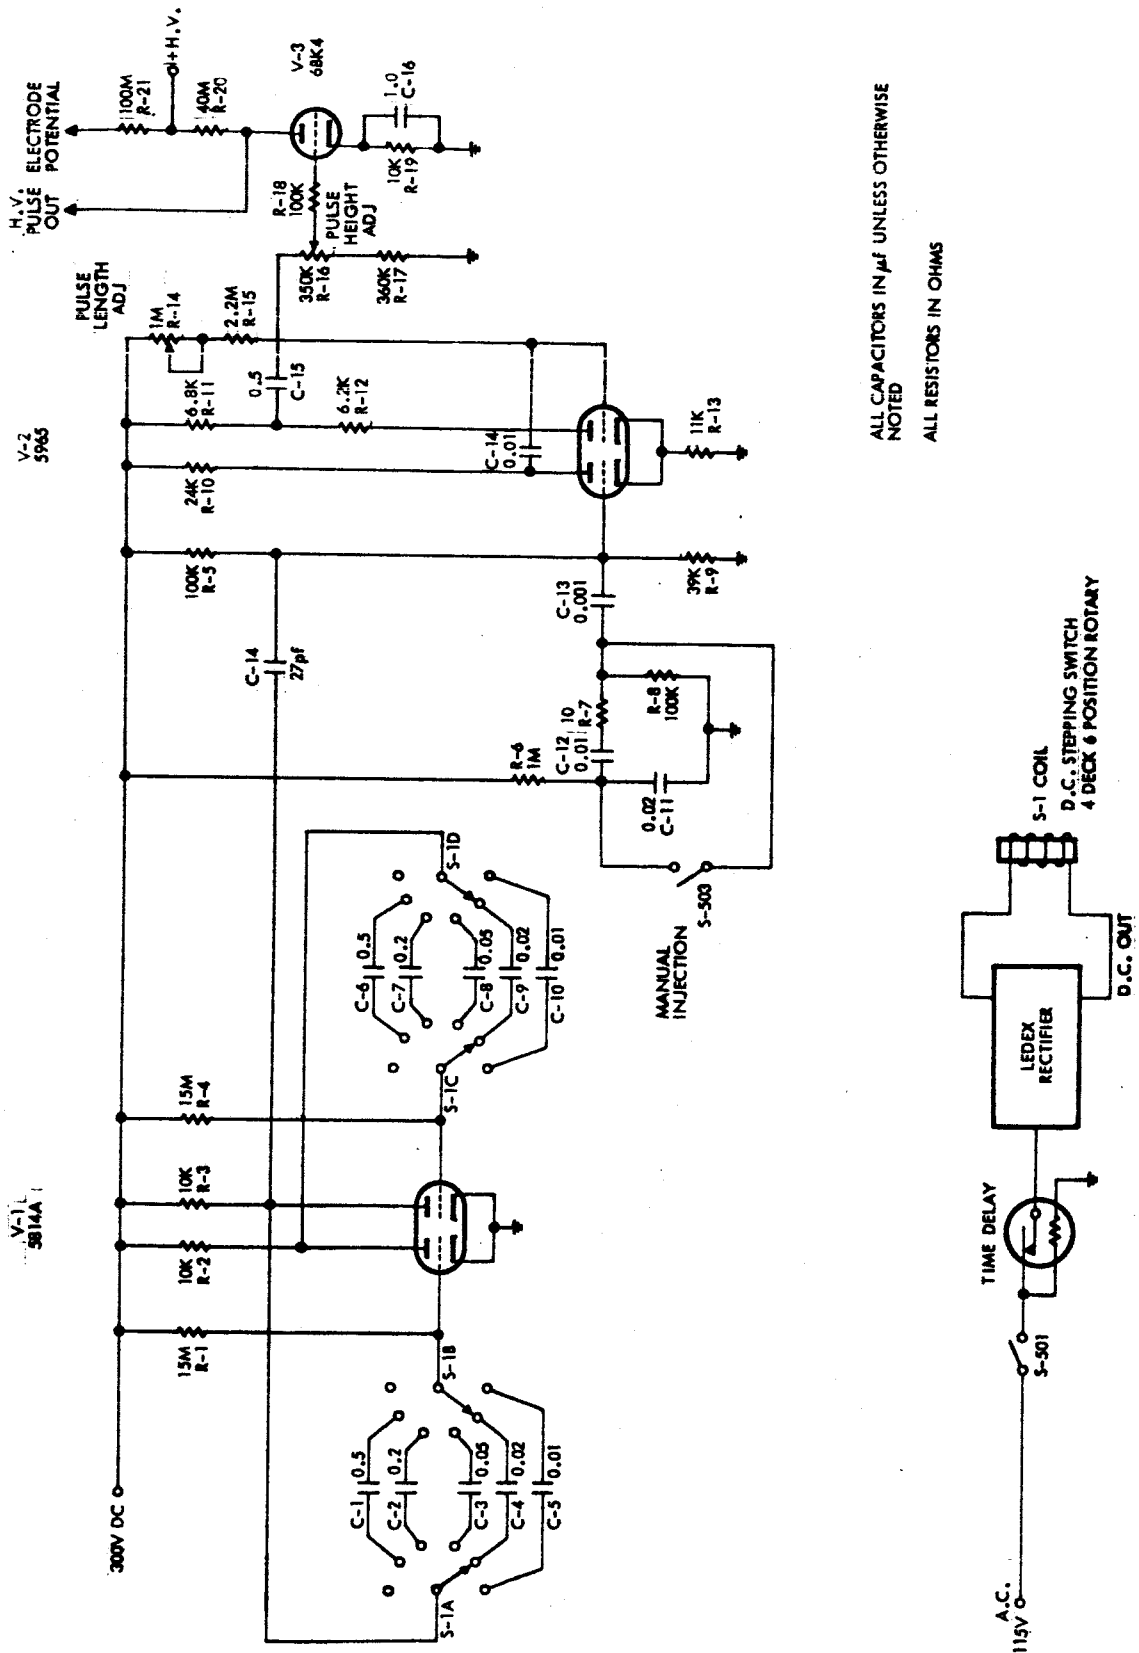 300V DC
V-1
5814A
V-2
5965
V-3
6BK4
H.V.
PULSE
OUT
ELECTRODE
POTENTIAL
+H.V.
100M
R-21
40M
R-20
1.0
C-16
10K
R-19
R-18
100K
PULSE
HEIGHT
ADJ
350K
R-16
360K
R-17
PULSE
LENGTH
ADJ
1M
R-14
2.2M
R-15
0.5
C-15
6.8K
R-11
6.2K
R-12
24K
R-10
C-14
0.01
11K
R-13
100K
R-5
39K
R-9
C-14
27pf
C-13
0.001
R-6
1M
C-12
0.01
10
R-7
R-8
100K
0.02
C-11
S-503
MANUAL
INJECTION
15M
R-1
10K
R-2
10K
R-3
15M
R-4
S-1A
S-1B
C-1 0.5
C-2 0.2
C-3 0.05
C-4 0.02
C-5 0.01
S-1C
S-1D
C-6 0.5
C-7 0.2
C-8 0.05
C-9 0.02
C-10 0.01
ALL CAPACITORS IN μf UNLESS OTHERWISE
NOTED
ALL RESISTORS IN OHMS
A.C.
115V
S-501
TIME DELAY
LEDEX
RECTIFIER
D.C. OUT
S-1 COIL
D.C. STEPPING SWITCH
4 DECK 6 POSITION ROTARY